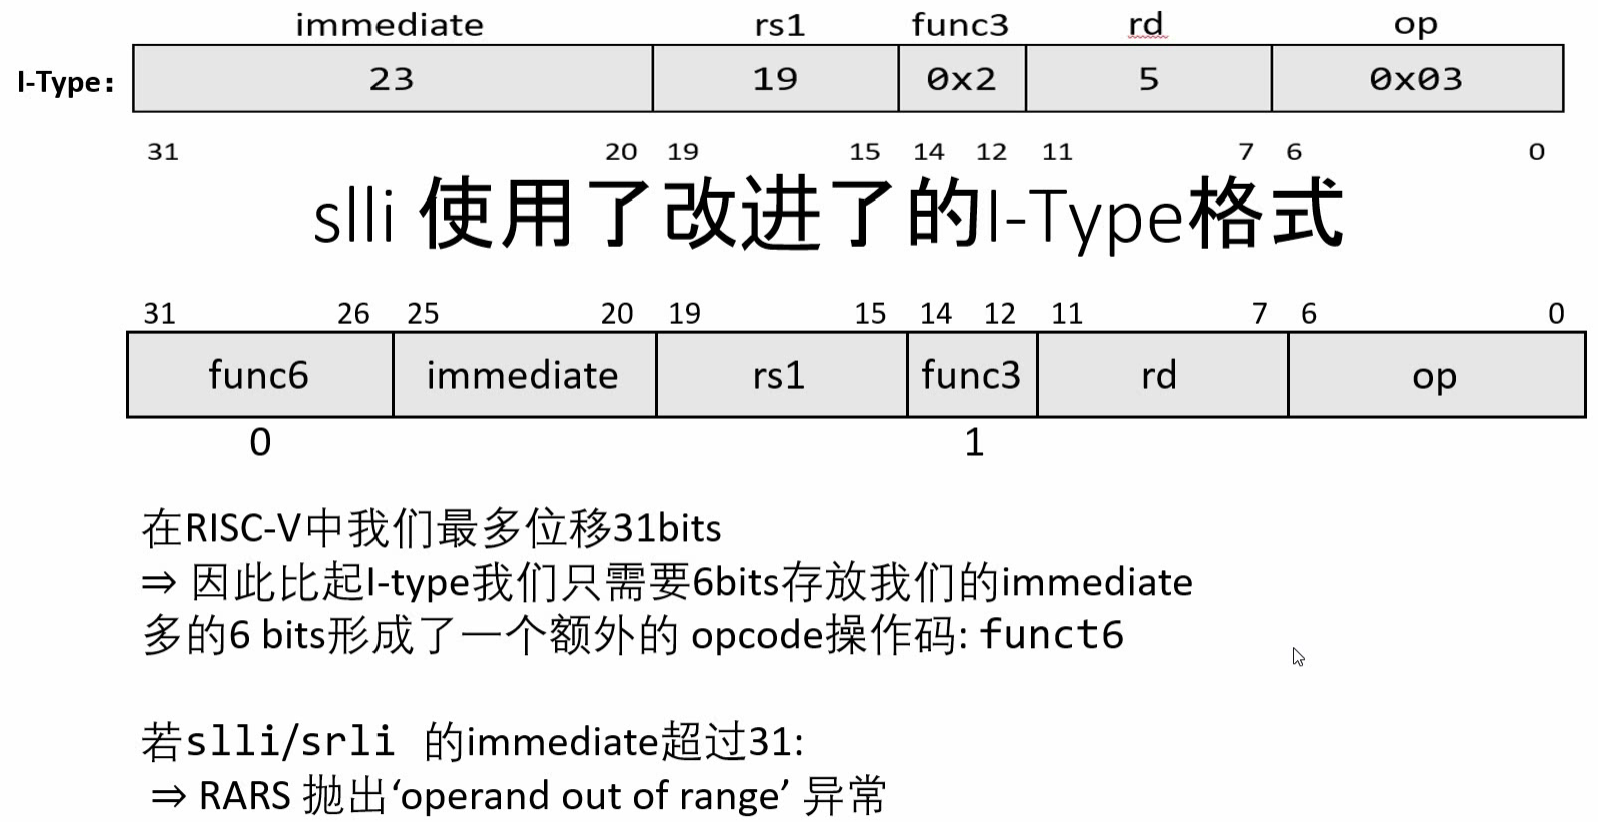 immediate rs1 func3 rd op
I-Type: 23 19 0x2 5 0x03
31 20 19 15 14 12 11 7 6 0
slli 使用了改进了的I-Type格式
31 26 25 20 19 15 14 12 11 7 6 0
func6 immediate rs1 func3 rd op
0 1
在RISC-V中我们最多位移31bits
⇒ 因此比起I-type我们只需要6bits存放我们的immediate
多的6 bits形成了一个额外的 opcode操作码: funct6
若slli/srli 的immediate超过31:
⇒ RARS 抛出‘operand out of range’ 异常